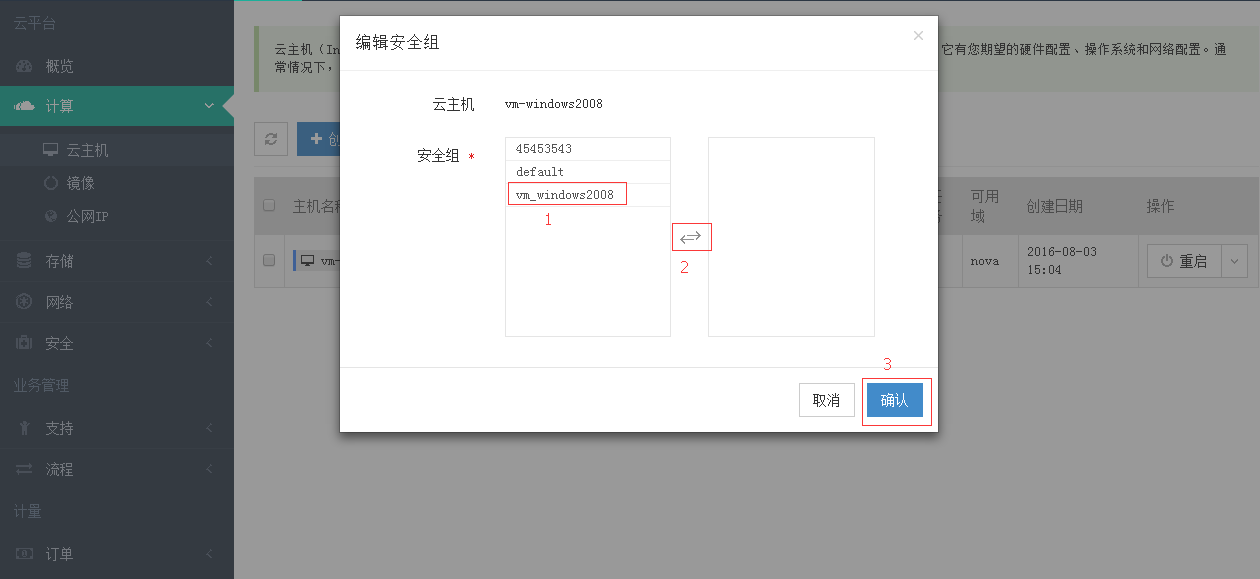 云平台
概览
计算
云主机
镜像
公网IP
存储
网络
安全
业务管理
支持
流程
计量
订单
云主机（In
它有您期望的硬件配置、操作系统和网络配置。通
常情况下，
创
主机名称
可用
域
创建日期
操作
vm-
nova
2016-08-03
15:04
重启
编辑安全组
×
云主机
vm-windows2008
安全组 *
45453543
default
vm_windows2008
1
2
3
取消
确认